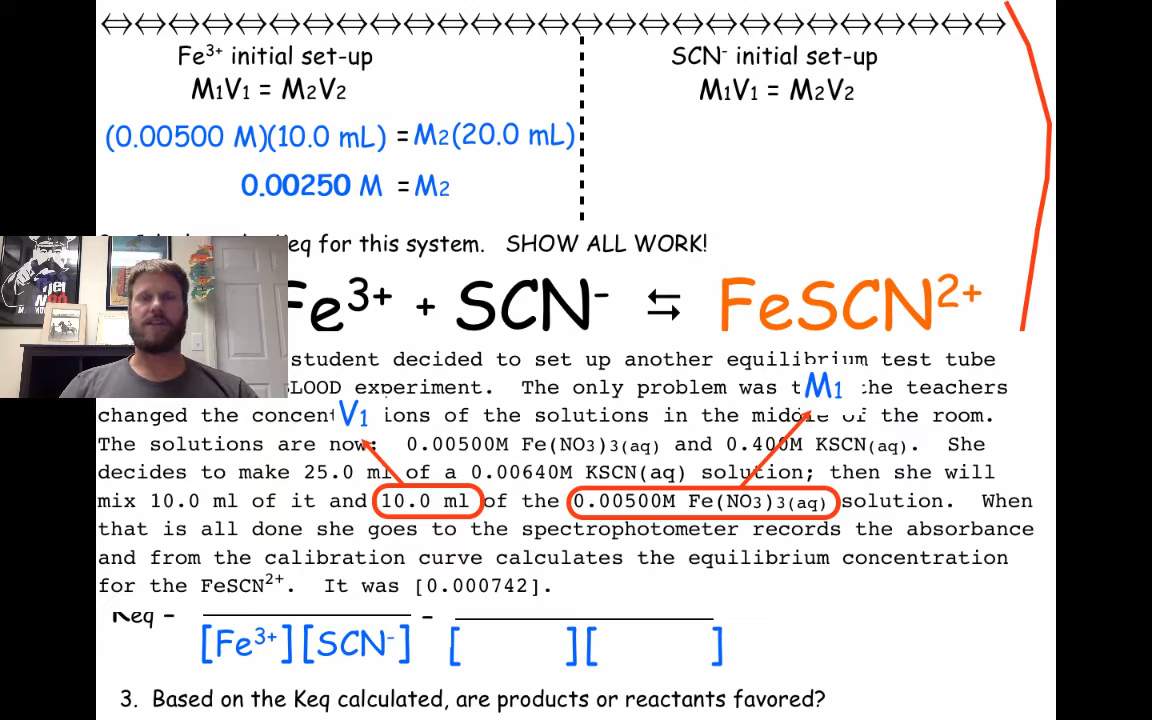 Fe³⁺ initial set-up
M₁V₁ = M₂V₂
(0.00500 M)(10.0 mL) = M₂(20.0 mL)
0.00250 M = M₂
SCN⁻ initial set-up
M₁V₁ = M₂V₂
Keq for this system. SHOW ALL WORK!
Fe³⁺ + SCN⁻ ⇆ FeSCN²⁺
student decided to set up another equilibrium test tube
BLOOD experiment. The only problem was M₁ the teachers
changed the V₁ ions of the solutions in the middle of the room.
The solutions are now: 0.00500M Fe(NO₃)₃(aq) and 0.400M KSCN(aq). She
decides to make 25.0 ml of a 0.00640M KSCN(aq) solution; then she will
mix 10.0 ml of it and 10.0 ml of the 0.00500M Fe(NO₃)₃(aq) solution. When
that is all done she goes to the spectrophotometer records the absorbance
and from the calibration curve calculates the equilibrium concentration
for the FeSCN²⁺. It was [0.000742].
Keq = =
[Fe³⁺][SCN⁻] [ ][ ]
3. Based on the Keq calculated, are products or reactants favored?